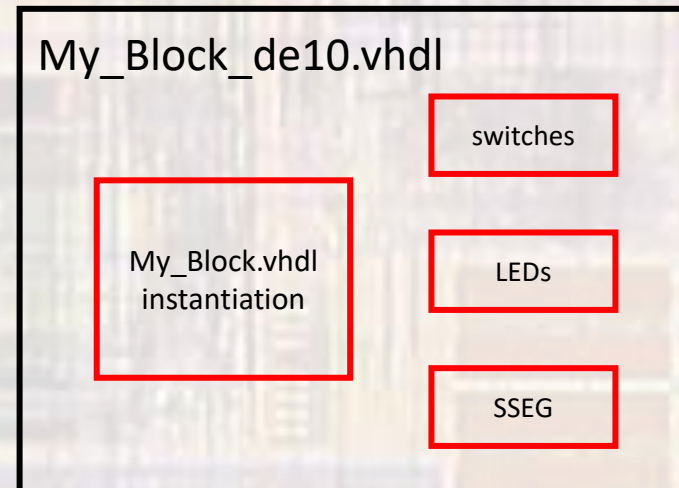 My_Block_de10.vhdl
switches
My_Block.vhdl
instantiation
LEDs
SSEG